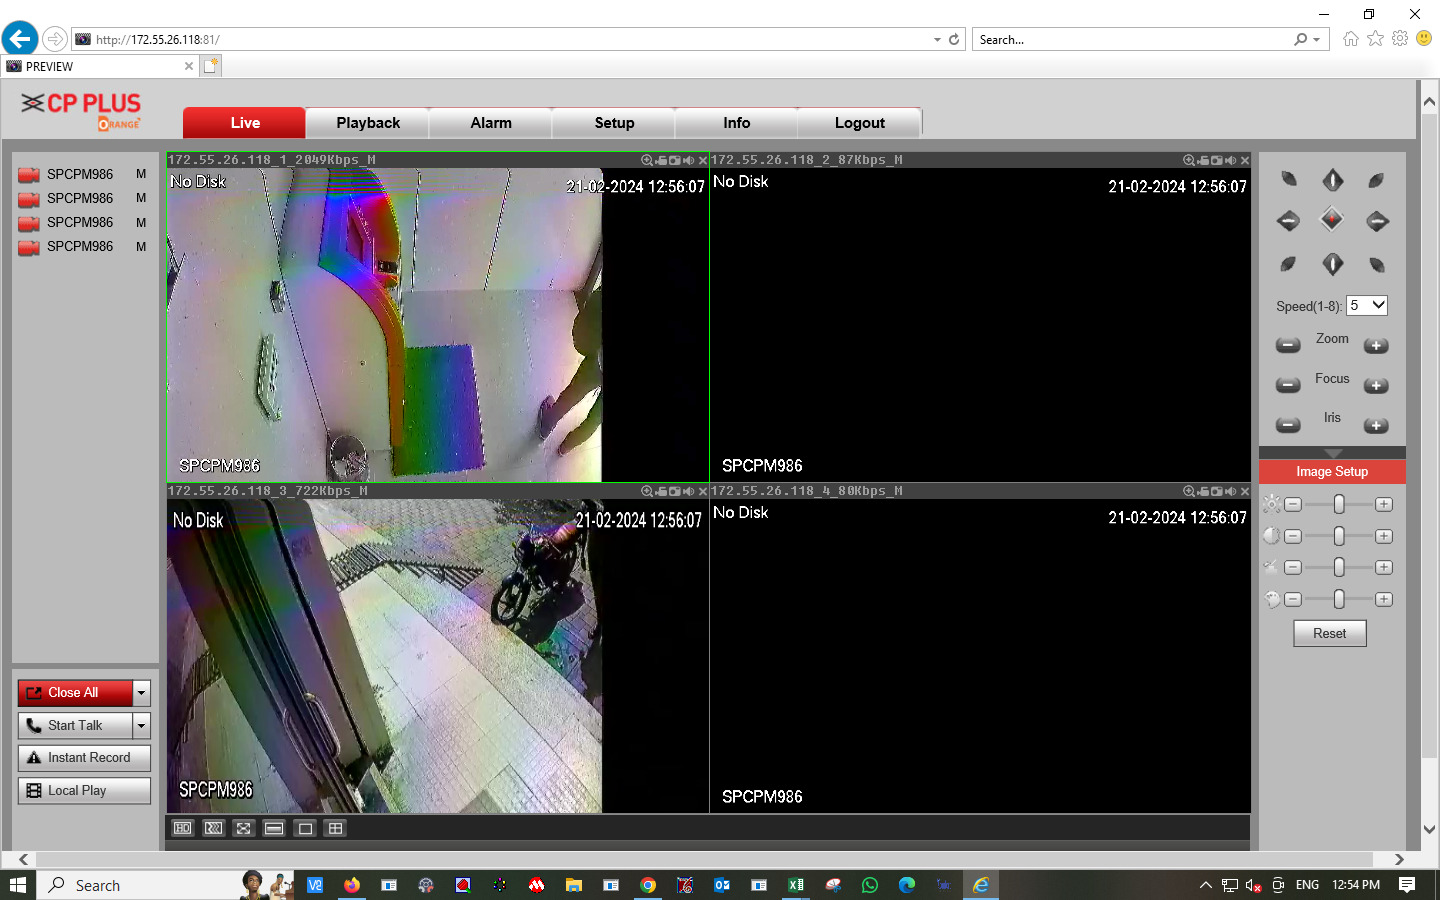 http://172.55.26.118:81/
Search...
PREVIEW
CP PLUS
ORANGE
Live
Playback
Alarm
Setup
Info
Logout
SPCPM986 M
SPCPM986 M
SPCPM986 M
SPCPM986 M
172.55.26.118_1_2049Kbps_M
No Disk
21-02-2024 12:56:07
SPCPM986
172.55.26.118_2_87Kbps_M
No Disk
21-02-2024 12:56:07
SPCPM986
172.55.26.118_3_722Kbps_M
No Disk
21-02-2024 12:56:07
SPCPM986
172.55.26.118_4_80Kbps_M
No Disk
21-02-2024 12:56:07
SPCPM986
Speed(1-8): 5
Zoom
Focus
Iris
Image Setup
Reset
Close All
Start Talk
Instant Record
Local Play
HD
Search
ENG
12:54 PM